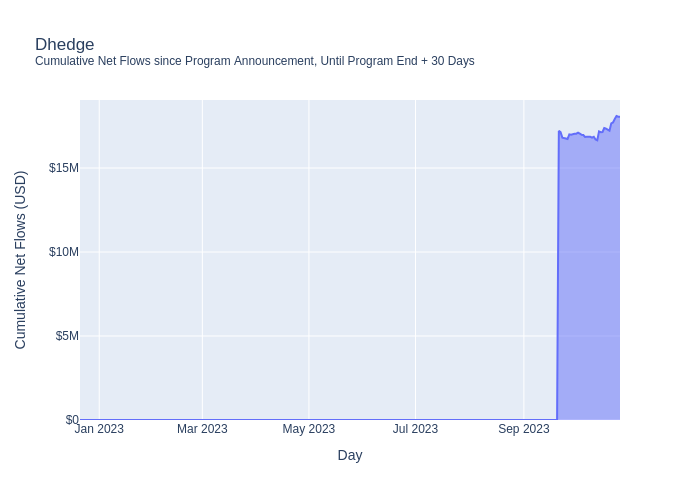 Dhedge
Cumulative Net Flows since Program Announcement, Until Program End + 30 Days
Cumulative Net Flows (USD)
$15M
$10M
$5M
$0
Jan 2023
Mar 2023
May 2023
Jul 2023
Sep 2023
Day